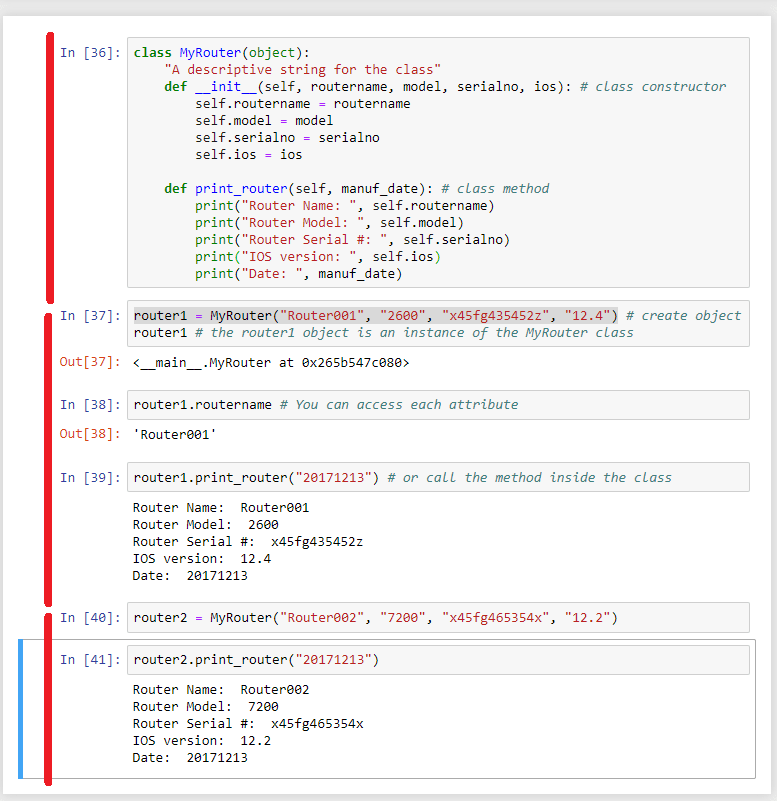 In [36]: class MyRouter(object):
    "A descriptive string for the class"
    def __init__(self, routername, model, serialno, ios): # class constructor
        self.routername = routername
        self.model = model
        self.serialno = serialno
        self.ios = ios
    def print_router(self, manuf_date): # class method
        print("Router Name: ", self.routername)
        print("Router Model: ", self.model)
        print("Router Serial #: ", self.serialno)
        print("IOS version: ", self.ios)
        print("Date: ", manuf_date)
In [37]: router1 = MyRouter("Router001", "2600", "x45fg435452z", "12.4") # create object
router1 # the router1 object is an instance of the MyRouter class
Out[37]: <__main__.MyRouter at 0x265b547c080>
In [38]: router1.routername # You can access each attribute
Out[38]: 'Router001'
In [39]: router1.print_router("20171213") # or call the method inside the class
Router Name:  Router001
Router Model:  2600
Router Serial #:  x45fg435452z
IOS version:  12.4
Date:  20171213
In [40]: router2 = MyRouter("Router002", "7200", "x45fg465354x", "12.2")
In [41]: router2.print_router("20171213")
Router Name:  Router002
Router Model:  7200
Router Serial #:  x45fg465354x
IOS version:  12.2
Date:  20171213